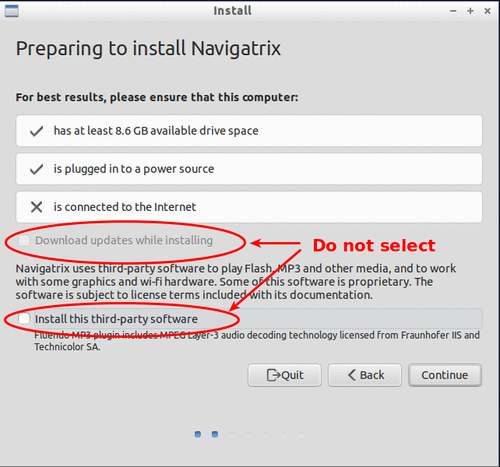 Install
Preparing to install Navigatrix
For best results, please ensure that this computer:
has at least 8.6 GB available drive space
is plugged in to a power source
is connected to the Internet
Download updates while installing
Do not select
Navigatrix uses third-party software to play Flash, MP3 and other media, and to work
with some graphics and wi-fi hardware. Some of this software is proprietary. The
software is subject to license terms included with its documentation.
Install this third-party software
Fluendo MP3 plugin includes MPEG Layer-3 audio decoding technology licensed from Fraunhofer IIS and
Technicolor SA.
Quit
Back
Continue